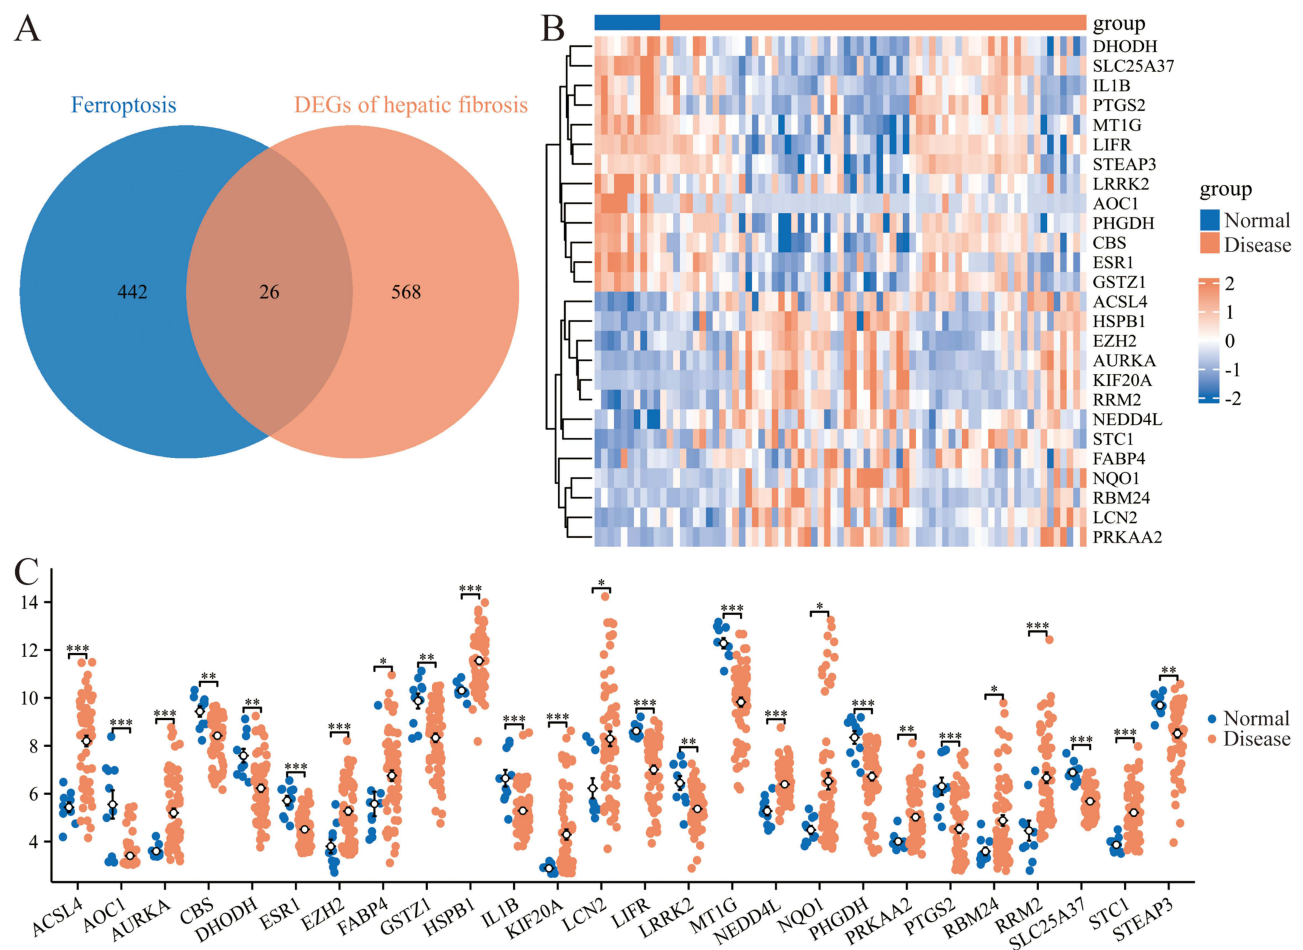 A
Ferroptosis
DEGs of hepatic fibrosis
442
26
568
B
group
DHODH
SLC25A37
IL1B
PTGS2
MT1G
LIFR
STEAP3
LRRK2
AOC1
PHGDH
CBS
ESR1
GSTZ1
ACSL4
HSPB1
EZH2
AURKA
KIF20A
RRM2
NEDD4L
STC1
FABP4
NQO1
RBM24
LCN2
PRKAA2
group
Normal
Disease
2
1
0
-1
-2
C
14
12
10
8
6
4
***
***
***
**
**
***
***
*
**
***
***
***
*
***
**
***
***
*
***
**
***
*
***
***
***
**
ACSL4
AOC1
AURKA
CBS
DHODH
ESR1
EZH2
FABP4
GSTZ1
HSPB1
IL1B
KIF20A
LCN2
LIFR
LRRK2
MT1G
NEDD4L
NQO1
PHGDH
PRKAA2
PTGS2
RBM24
RRM2
SLC25A37
STC1
STEAP3
Normal
Disease